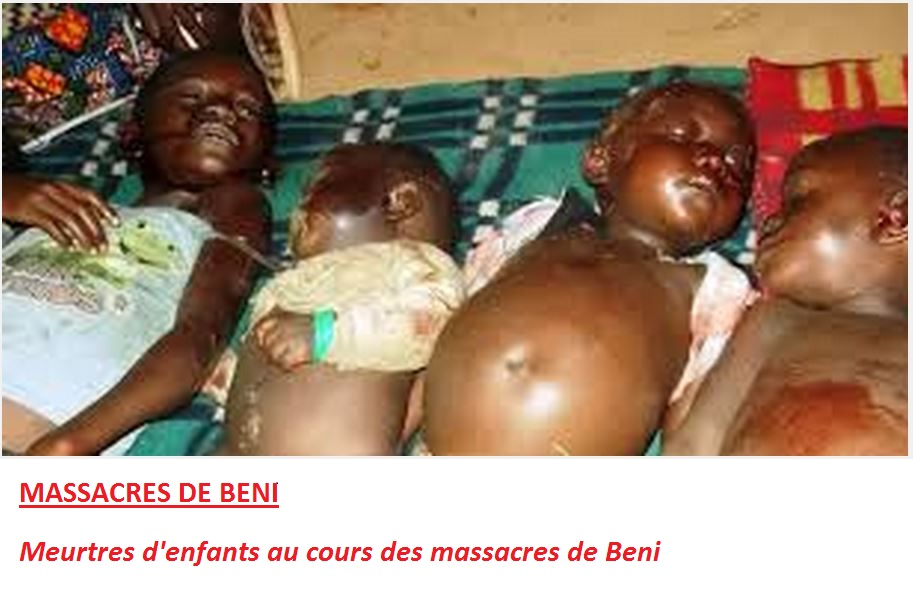 MASSACRES DE BENI
Meurtres d'enfants au cours des massacres de Beni